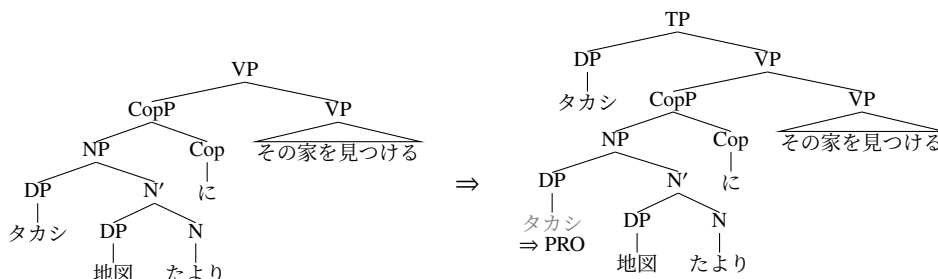 VP
CopP VP
NP Cop その家を見つける
DP N′ に
タカシ DP N
地図 たより
⇒
TP
DP VP
タカシ CopP VP
NP Cop その家を見つける
DP N′ に
タカシ DP N
⇒ PRO 地図 たより